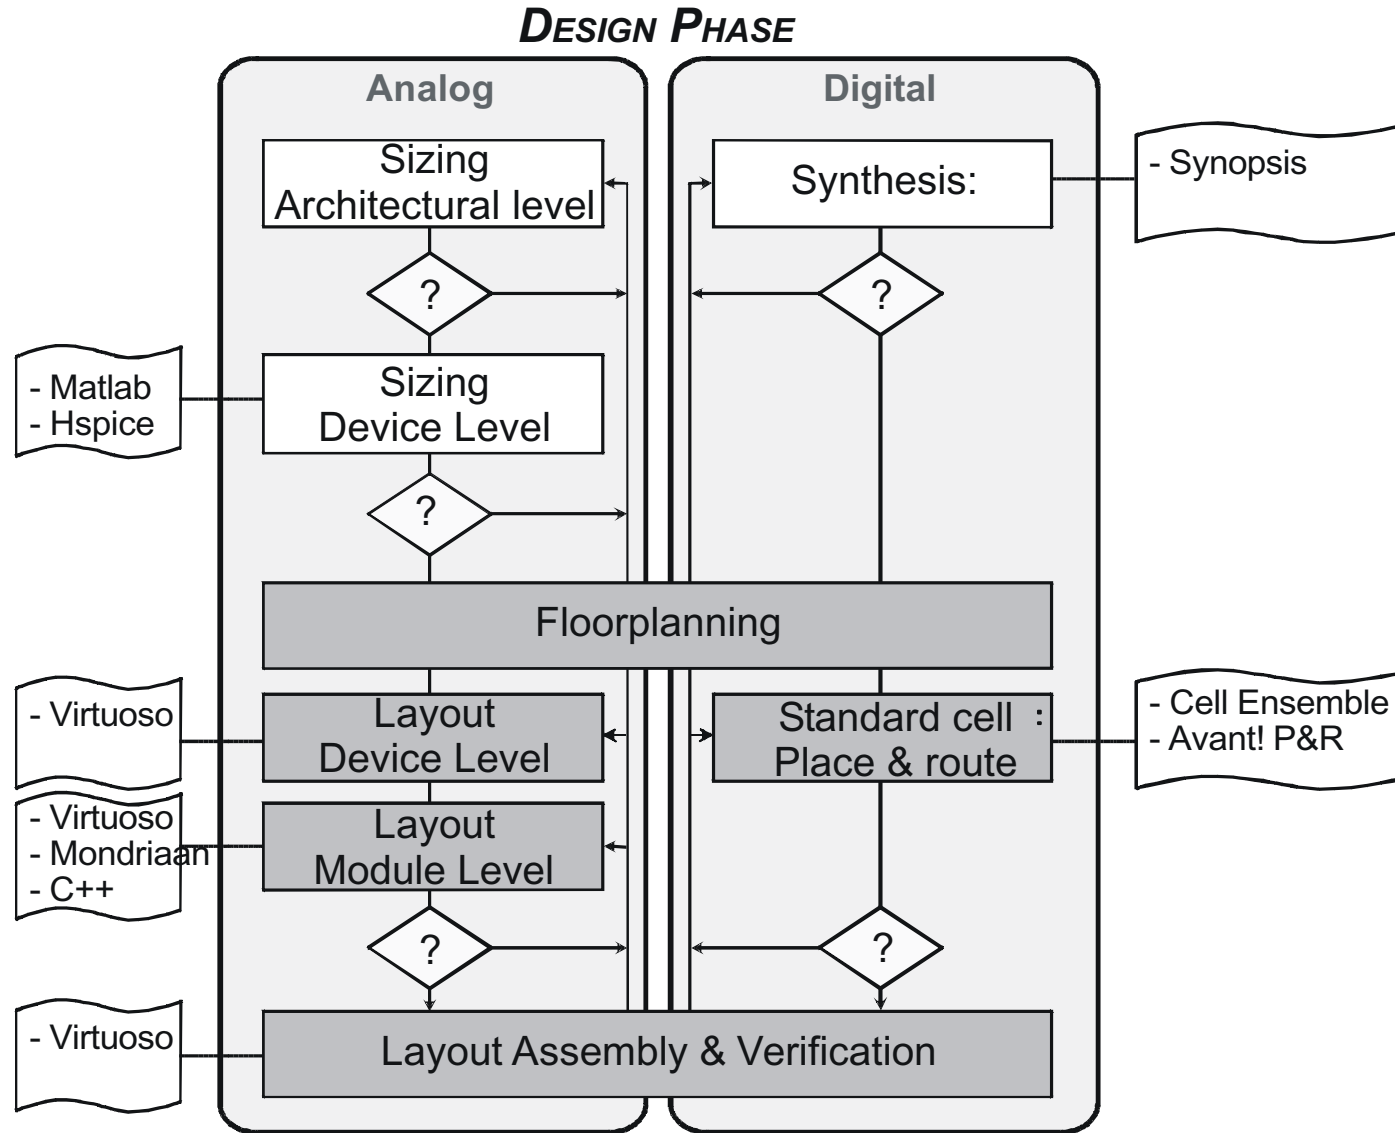 DESIGN PHASE
Analog
Digital
Sizing
Architectural level
Synthesis:
- Synopsis
?
?
- Matlab
- Hspice
Sizing
Device Level
?
Floorplanning
- Virtuoso
Layout
Device Level
Standard cell :
Place & route
- Cell Ensemble
- Avant! P&R
- Virtuoso
- Mondriaan
- C++
Layout
Module Level
?
?
- Virtuoso
Layout Assembly & Verification